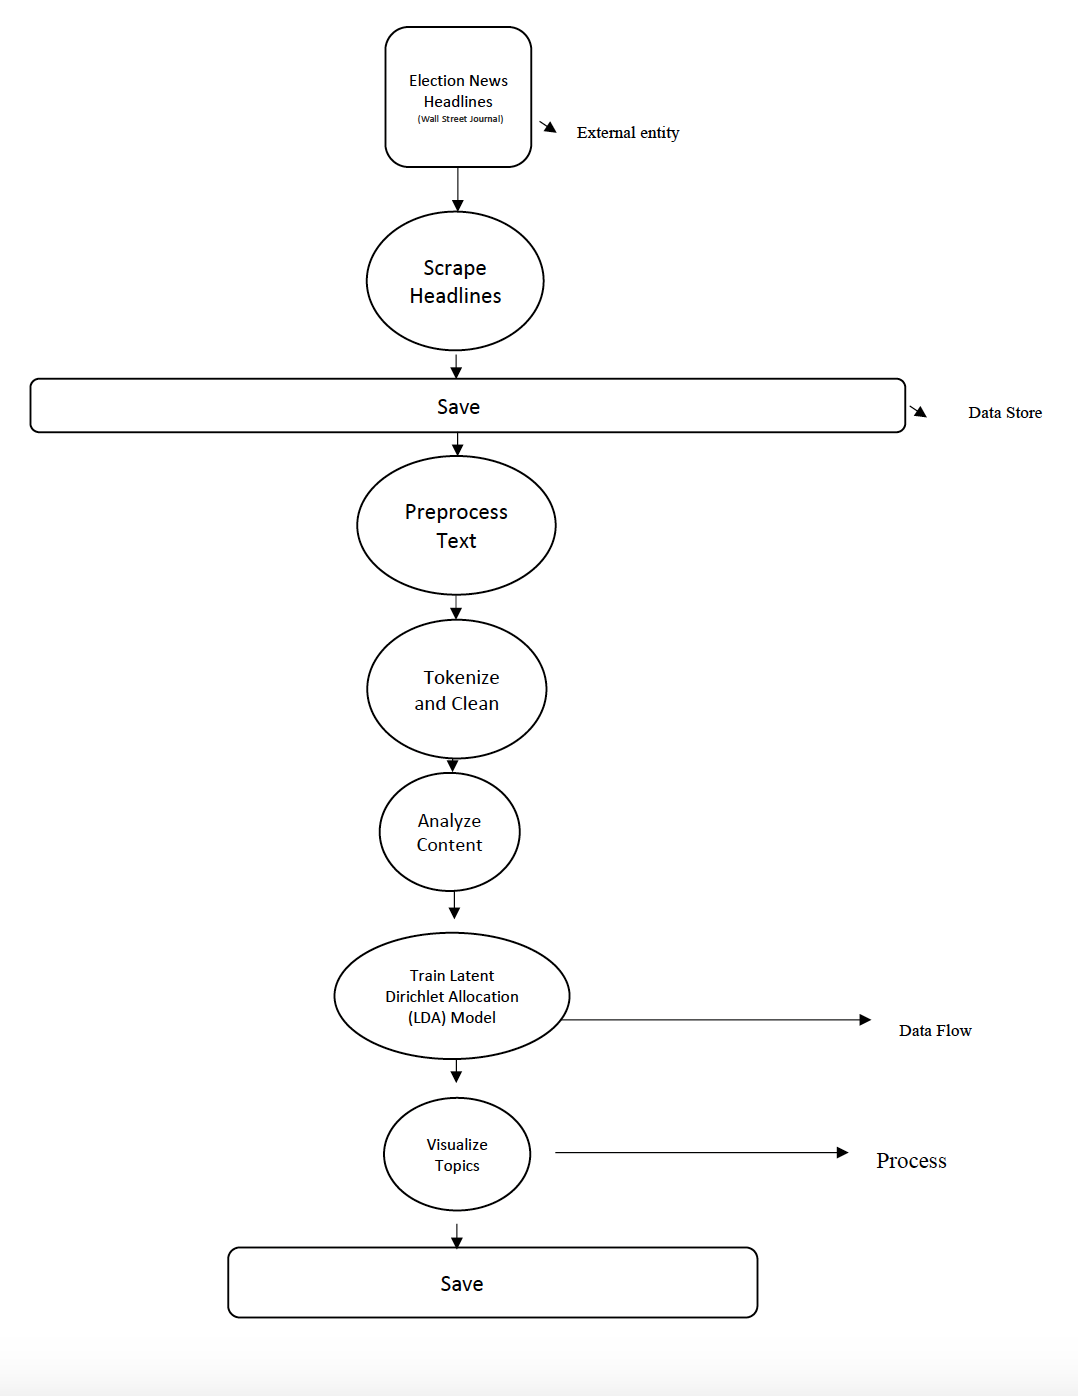 Election News
Headlines
(Wall Street Journal)
External entity
Scrape
Headlines
Save
Data Store
Preprocess
Text
Tokenize
and Clean
Analyze
Content
Train Latent
Dirichlet Allocation
(LDA) Model
Data Flow
Visualize
Topics
Process
Save